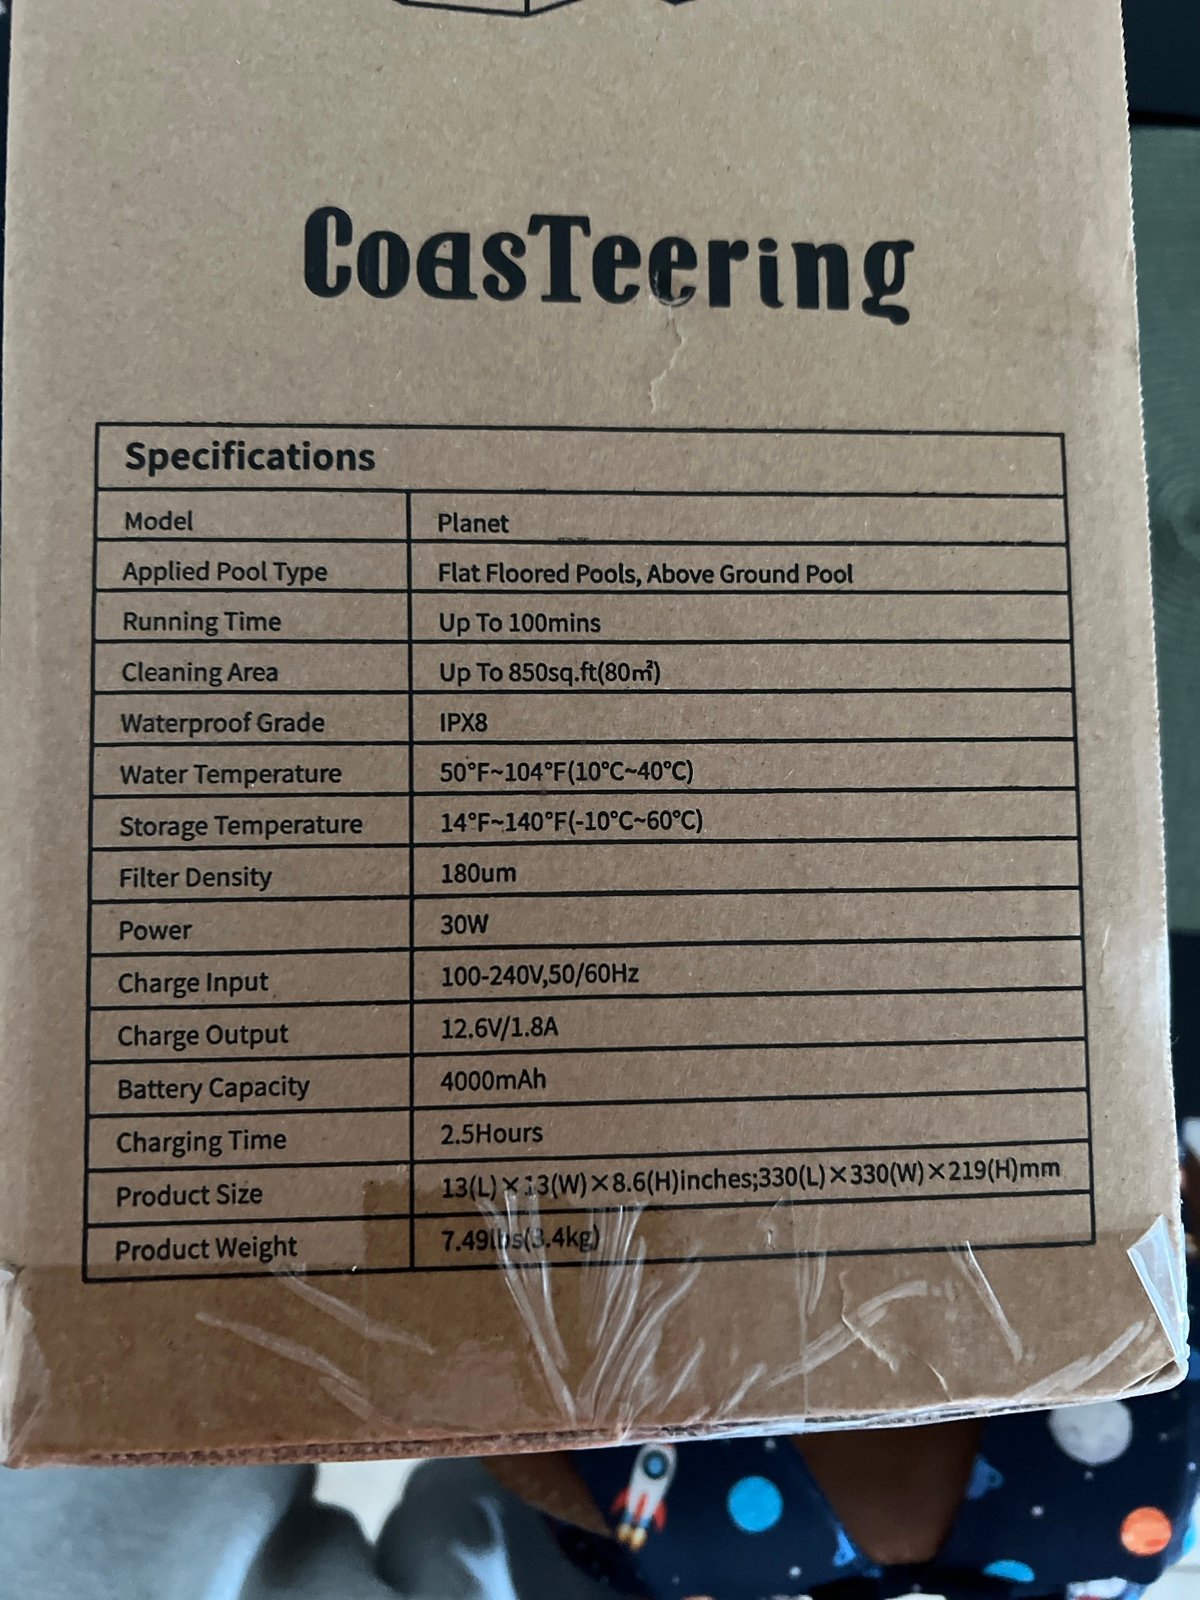 CoasTeering
Specifications
Model Planet
Applied Pool Type Flat Floored Pools, Above Ground Pool
Running Time Up To 100mins
Cleaning Area Up To 850sq.ft(80㎡)
Waterproof Grade IPX8
Water Temperature 50°F~104°F(10°C~40°C)
Storage Temperature 14°F~140°F(-10°C~60°C)
Filter Density 180um
Power 30W
Charge Input 100-240V,50/60Hz
Charge Output 12.6V/1.8A
Battery Capacity 4000mAh
Charging Time 2.5Hours
Product Size 13(L)×13(W)×8.6(H)inches;330(L)×330(W)×219(H)mm
Product Weight 7.49lbs(3.4kg)